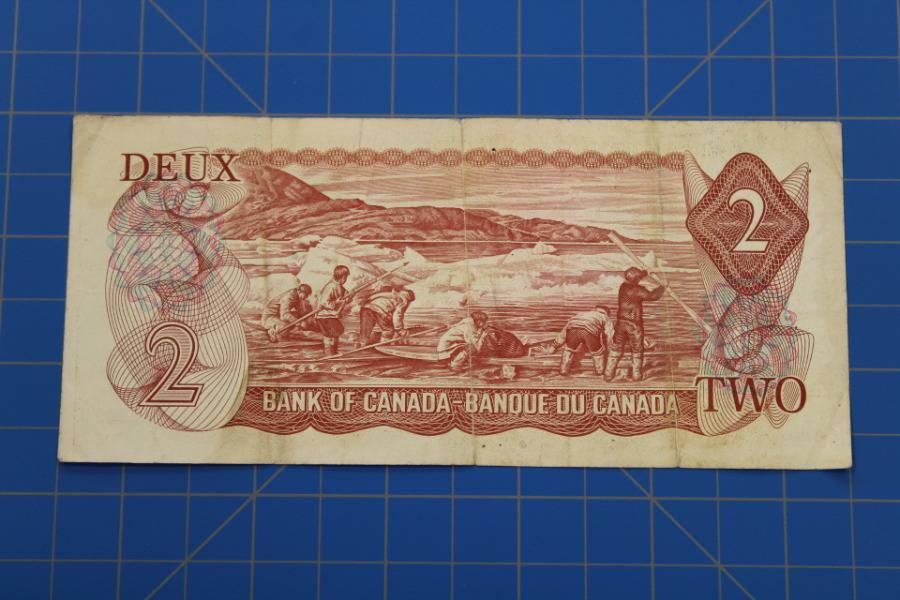 DEUX
2
2
BANK OF CANADA-BANQUE DU CANADA
TWO